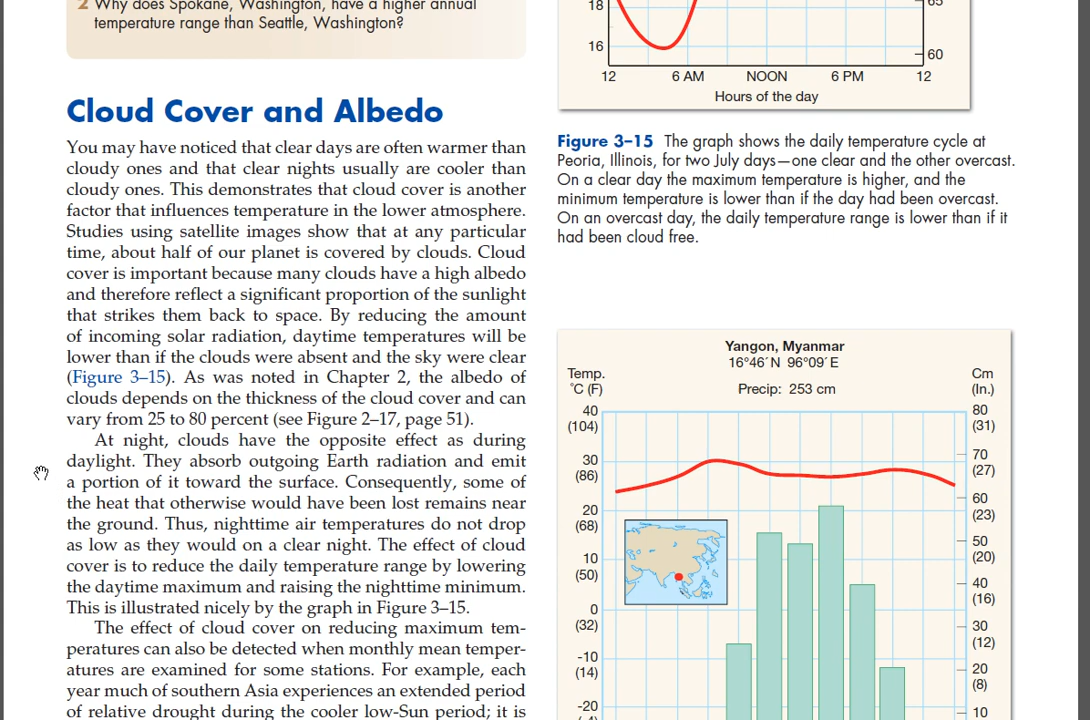 2 Why does Spokane, Washington, have a higher annual
temperature range than Seattle, Washington?
Cloud Cover and Albedo
You may have noticed that clear days are often warmer than
cloudy ones and that clear nights usually are cooler than
cloudy ones. This demonstrates that cloud cover is another
factor that influences temperature in the lower atmosphere.
Studies using satellite images show that at any particular
time, about half of our planet is covered by clouds. Cloud
cover is important because many clouds have a high albedo
and therefore reflect a significant proportion of the sunlight
that strikes them back to space. By reducing the amount
of incoming solar radiation, daytime temperatures will be
lower than if the clouds were absent and the sky were clear
(Figure 3–15). As was noted in Chapter 2, the albedo of
clouds depends on the thickness of the cloud cover and can
vary from 25 to 80 percent (see Figure 2–17, page 51).
At night, clouds have the opposite effect as during
daylight. They absorb outgoing Earth radiation and emit
a portion of it toward the surface. Consequently, some of
the heat that otherwise would have been lost remains near
the ground. Thus, nighttime air temperatures do not drop
as low as they would on a clear night. The effect of cloud
cover is to reduce the daily temperature range by lowering
the daytime maximum and raising the nighttime minimum.
This is illustrated nicely by the graph in Figure 3–15.
The effect of cloud cover on reducing maximum tem-
peratures can also be detected when monthly mean temper-
atures are examined for some stations. For example, each
year much of southern Asia experiences an extended period
of relative drought during the cooler low-Sun period; it is
18
65
16
60
12 6 AM NOON 6 PM 12
Hours of the day
Figure 3–15 The graph shows the daily temperature cycle at
Peoria, Illinois, for two July days—one clear and the other overcast.
On a clear day the maximum temperature is higher, and the
minimum temperature is lower than if the day had been overcast.
On an overcast day, the daily temperature range is lower than if it
had been cloud free.
Yangon, Myanmar
16°46′ N 96°09′ E
Temp.
°C (F)
Precip: 253 cm
Cm
(In.)
40
(104)
30
(86)
20
(68)
10
(50)
0
(32)
-10
(14)
-20
80
(31)
70
(27)
60
(23)
50
(20)
40
(16)
30
(12)
20
(8)
10